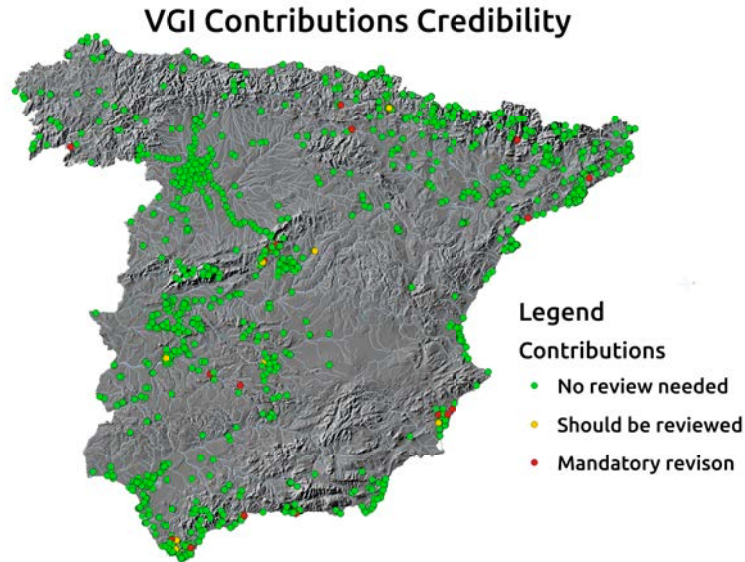 VGI Contributions Credibility
Legend
Contributions
No review needed
Should be reviewed
Mandatory revison